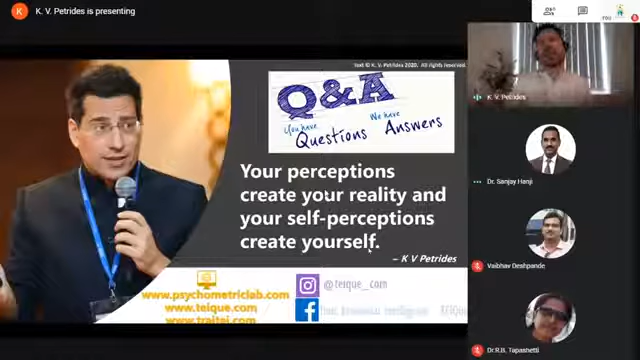 K. V. Petrides is presenting
K
You
Text © K. V. Petrides 2020. All rights reserved.
Q&A
You have
Questions
We have
Answers
Your perceptions
create your reality and
your self-perceptions
create yourself.
– K V Petrides
www.psychometriclab.com
www.teique.com
www.traitei.com
@teique_com
K. V. Petrides
Dr. Sanjay Hanji
Vaibhav Deshpande
Dr.R.B. Tapashetti